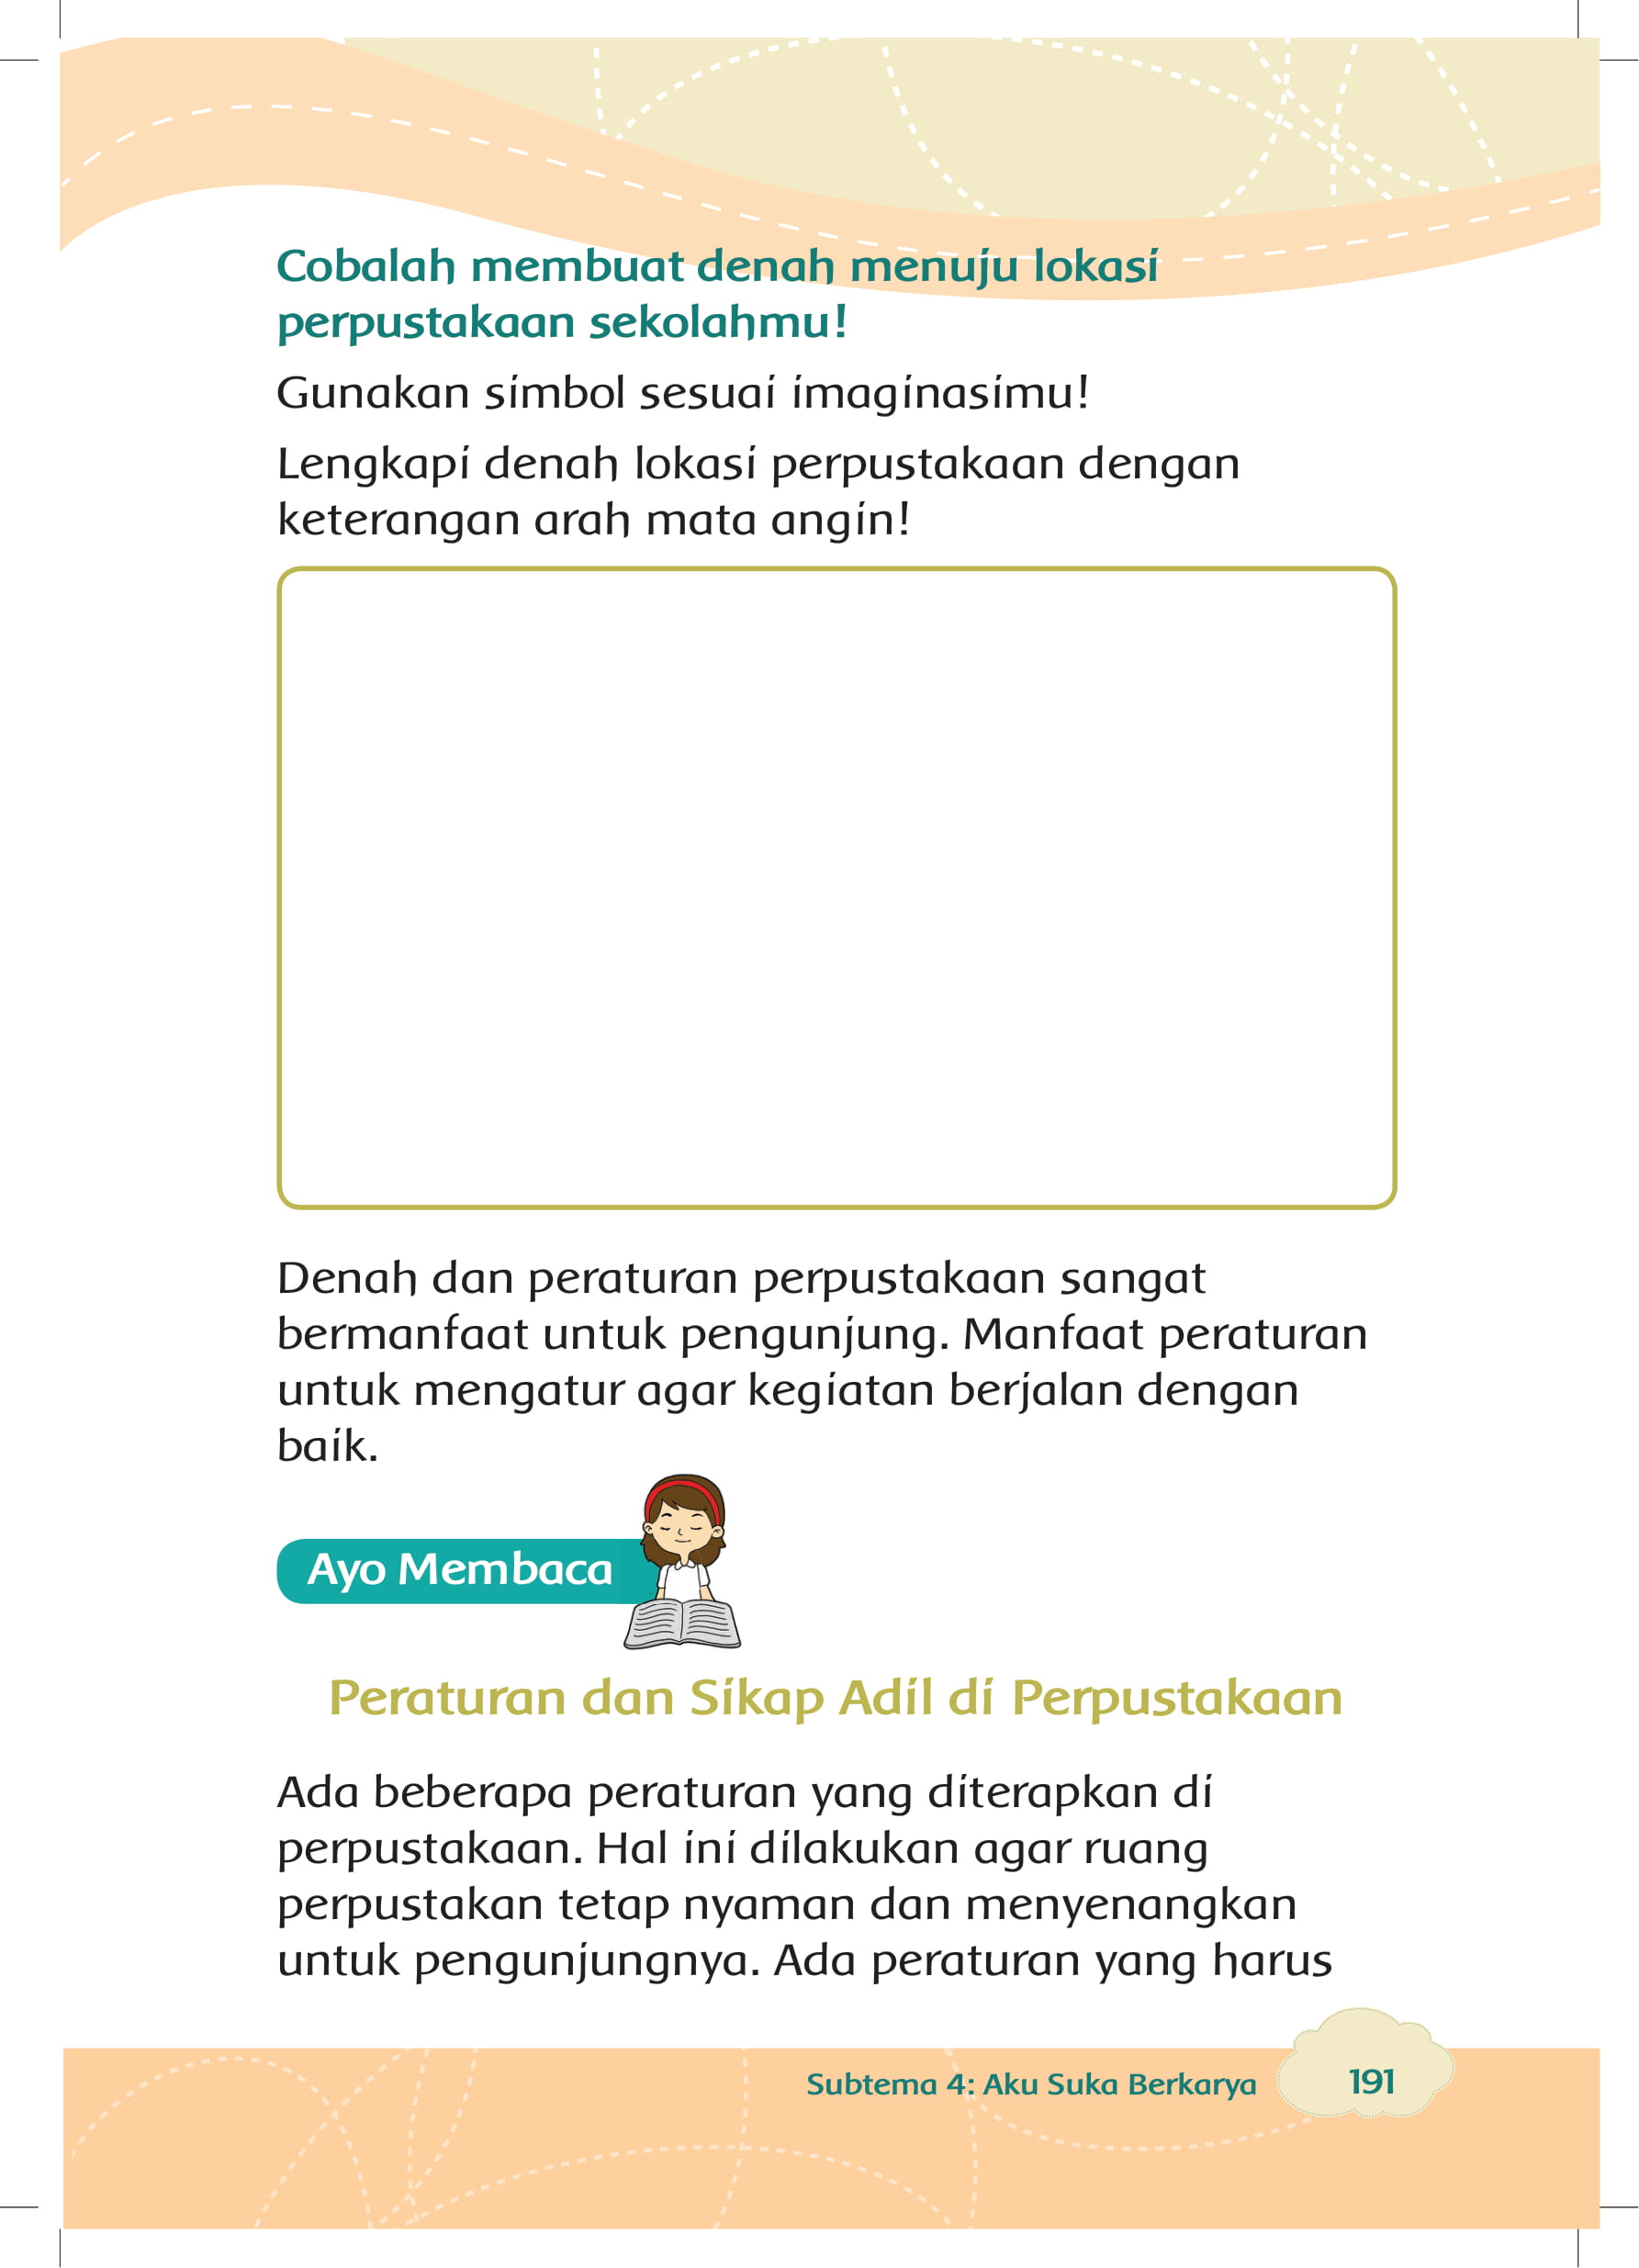 Cobalah membuat denah menuju lokasi
perpustakaan sekolahmu!
Gunakan simbol sesuai imaginasimu!
Lengkapi denah lokasi perpustakaan dengan
keterangan arah mata angin!
Denah dan peraturan perpustakaan sangat
bermanfaat untuk pengunjung. Manfaat peraturan
untuk mengatur agar kegiatan berjalan dengan
baik.
Ayo Membaca
Peraturan dan Sikap Adil di Perpustakaan
Ada beberapa peraturan yang diterapkan di
perpustakaan. Hal ini dilakukan agar ruang
perpustakan tetap nyaman dan menyenangkan
untuk pengunjungnya. Ada peraturan yang harus
Subtema 4: Aku Suka Berkarya
191